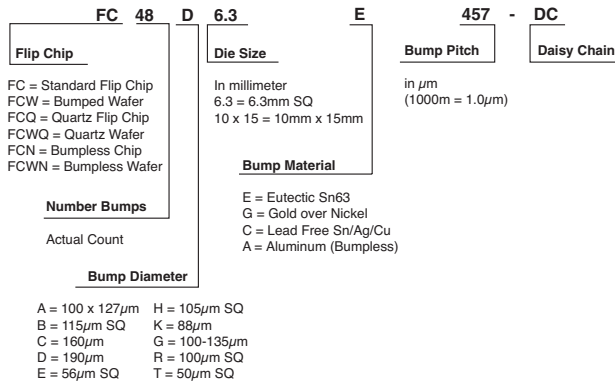 FC 48 D 6.3 E 457 - DC
Flip Chip
FC = Standard Flip Chip
FCW = Bumped Wafer
FCQ = Quartz Flip Chip
FCWQ = Quartz Wafer
FCN = Bumpless Chip
FCWN = Bumpless Wafer
Number Bumps
Actual Count
Bump Diameter
A = 100 x 127µm H = 105µm SQ
B = 115µm SQ K = 88µm
C = 160µm G = 100-135µm
D = 190µm R = 100µm SQ
E = 56µm SQ T = 50µm SQ
Die Size
In millimeter
6.3 = 6.3mm SQ
10 x 15 = 10mm x 15mm
Bump Material
E = Eutectic Sn63
G = Gold over Nickel
C = Lead Free Sn/Ag/Cu
A = Aluminum (Bumpless)
Bump Pitch
in µm
(1000m = 1.0µm)
Daisy Chain